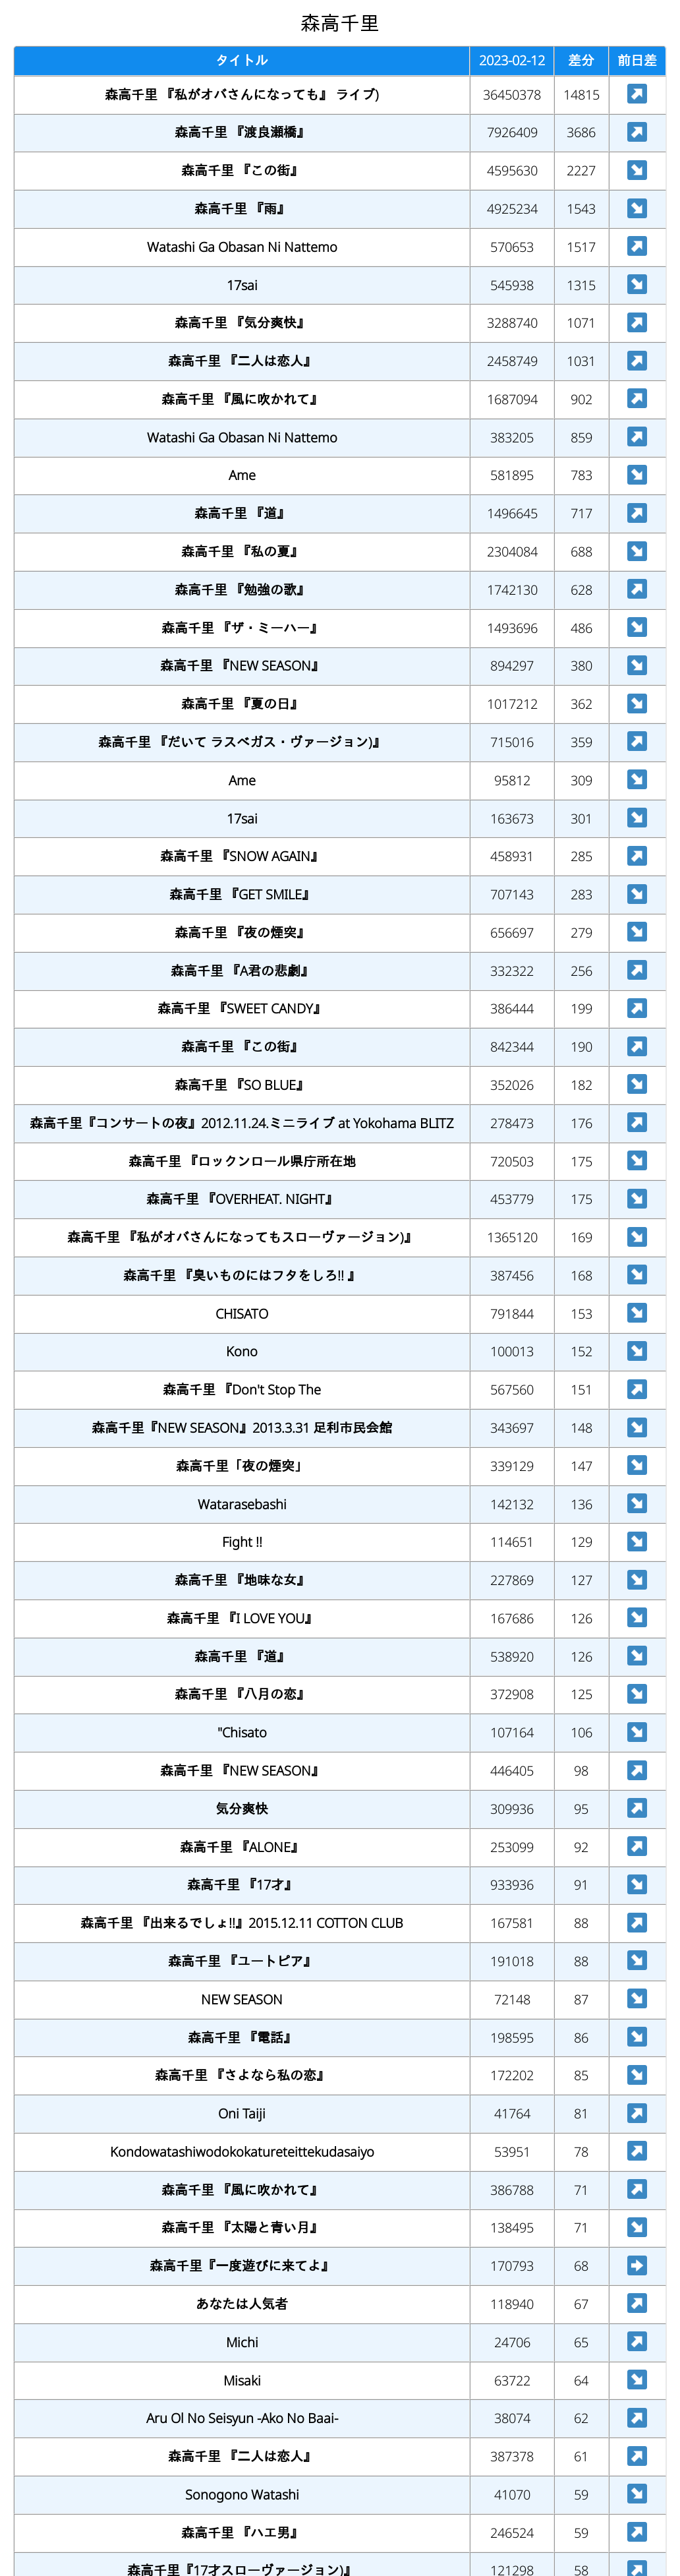 森高千里
タイトル 2023-02-12 差分 前日差
森高千里 『私がオバさんになっても』 ライブ) 36450378 14815
森高千里 『渡良瀬橋』 7926409 3686
森高千里 『この街』 4595630 2227
森高千里 『雨』 4925234 1543
Watashi Ga Obasan Ni Nattemo 570653 1517
17sai 545938 1315
森高千里 『気分爽快』 3288740 1071
森高千里 『二人は恋人』 2458749 1031
森高千里 『風に吹かれて』 1687094 902
Watashi Ga Obasan Ni Nattemo 383205 859
Ame 581895 783
森高千里 『道』 1496645 717
森高千里 『私の夏』 2304084 688
森高千里 『勉強の歌』 1742130 628
森高千里 『ザ・ミーハー』 1493696 486
森高千里 『NEW SEASON』 894297 380
森高千里 『夏の日』 1017212 362
森高千里 『だいて ラスベガス・ヴァージョン)』 715016 359
Ame 95812 309
17sai 163673 301
森高千里 『SNOW AGAIN』 458931 285
森高千里 『GET SMILE』 707143 283
森高千里 『夜の煙突』 656697 279
森高千里 『A君の悲劇』 332322 256
森高千里 『SWEET CANDY』 386444 199
森高千里 『この街』 842344 190
森高千里 『SO BLUE』 352026 182
森高千里『コンサートの夜』2012.11.24.ミニライブ at Yokohama BLITZ 278473 176
森高千里 『ロックンロール県庁所在地 720503 175
森高千里 『OVERHEAT. NIGHT』 453779 175
森高千里 『私がオバさんになってもスローヴァージョン)』 1365120 169
森高千里 『臭いものにはフタをしろ!! 』 387456 168
CHISATO 791844 153
Kono 100013 152
森高千里 『Don't Stop The 567560 151
森高千里『NEW SEASON』2013.3.31 足利市民会館 343697 148
森高千里「夜の煙突」 339129 147
Watarasebashi 142132 136
Fight !! 114651 129
森高千里 『地味な女』 227869 127
森高千里 『I LOVE YOU』 167686 126
森高千里 『道』 538920 126
森高千里 『八月の恋』 372908 125
"Chisato 107164 106
森高千里 『NEW SEASON』 446405 98
気分爽快 309936 95
森高千里 『ALONE』 253099 92
森高千里 『17才』 933936 91
森高千里 『出来るでしょ!!』2015.12.11 COTTON CLUB 167581 88
森高千里 『ユートピア』 191018 88
NEW SEASON 72148 87
森高千里 『電話』 198595 86
森高千里 『さよなら私の恋』 172202 85
Oni Taiji 41764 81
Kondowatashiwodokokatureteittekudasaiyo 53951 78
森高千里 『風に吹かれて』 386788 71
森高千里 『太陽と青い月』 138495 71
森高千里『一度遊びに来てよ』 170793 68
あなたは人気者 118940 67
Michi 24706 65
Misaki 63722 64
Aru Ol No Seisyun -Ako No Baai- 38074 62
森高千里 『二人は恋人』 387378 61
Sonogono Watashi 41070 59
森高千里 『ハエ男』 246524 59
森高千里『17才スローヴァージョン)』 121298 58